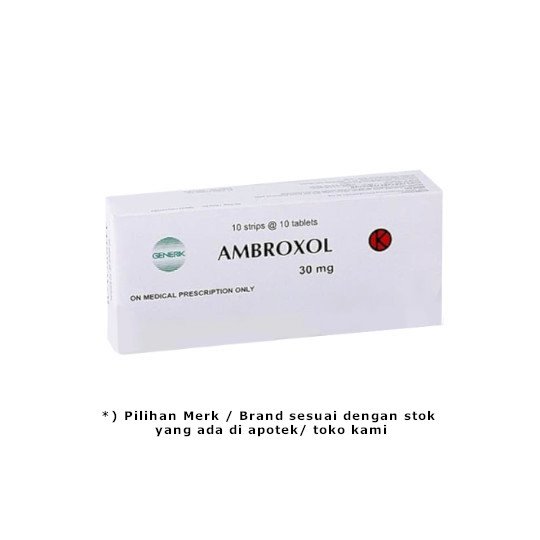 10 strips @ 10 tablets
GENERIK
AMBROXOL
K
30 mg
ON MEDICAL PRESCRIPTION ONLY
*) Pilihan Merk / Brand sesuai dengan stok
yang ada di apotek/ toko kami